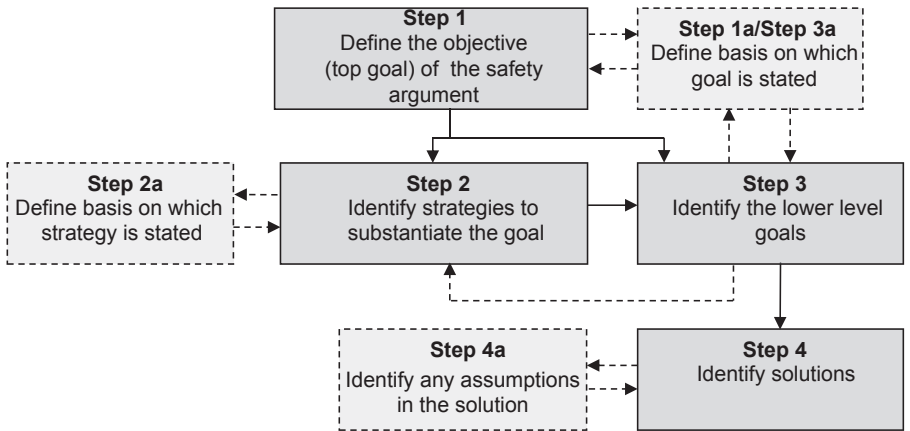 Step 1
Define the objective
(top goal) of the safety
argument
Step 1a/Step 3a
Define basis on which
goal is stated
Step 2a
Define basis on which
strategy is stated
Step 2
Identify strategies to
substantiate the goal
Step 3
Identify the lower level
goals
Step 4a
Identify any assumptions
in the solution
Step 4
Identify solutions